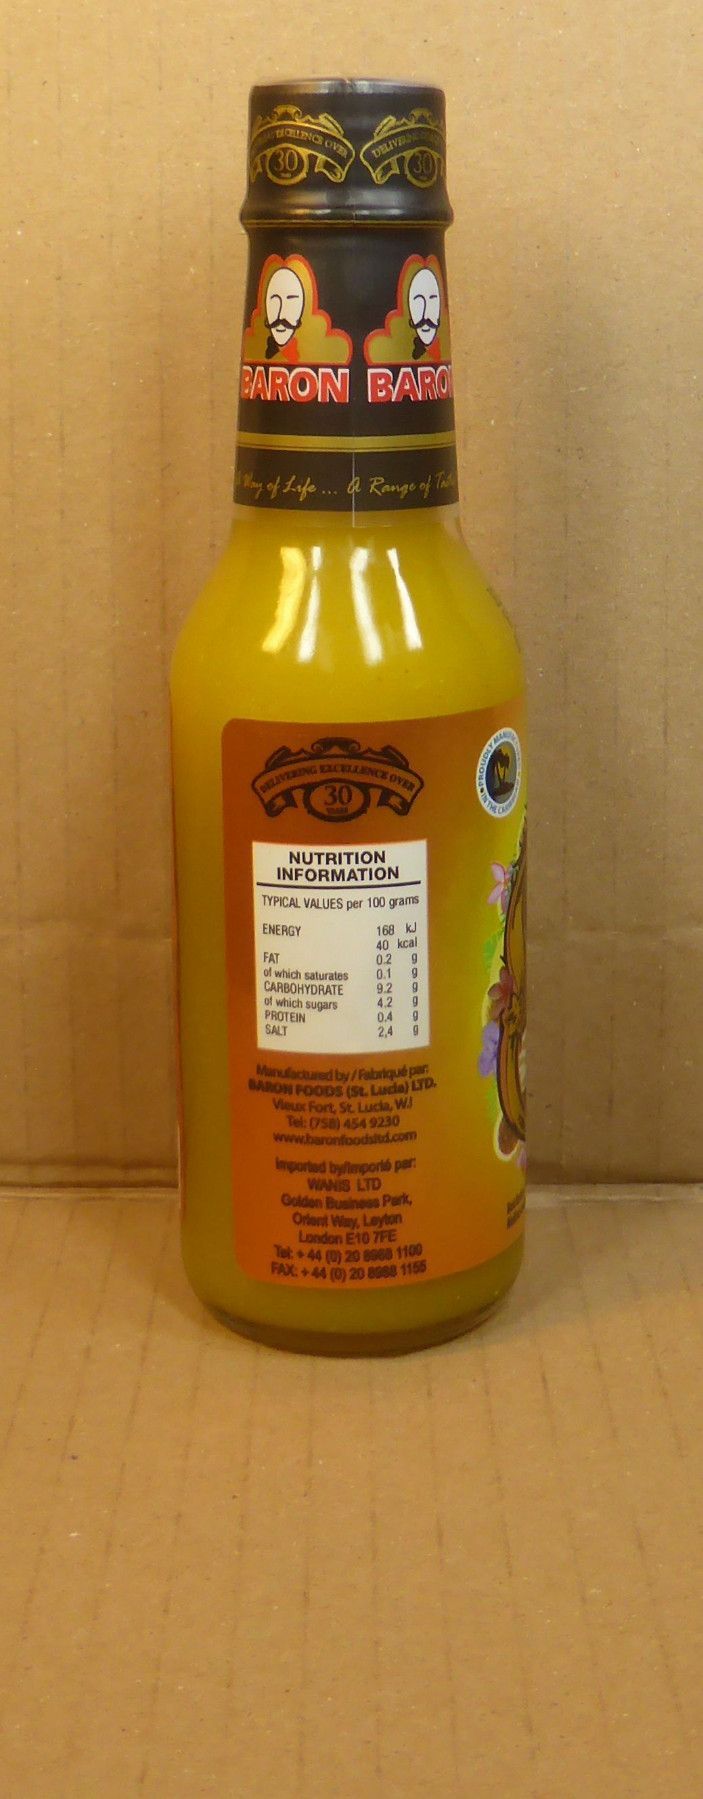 DELIVERING EXCELLENCE OVER
30
BARON BARON
Way of Life ... A Range of
PROUDLY
IN THE
DELIVERING EXCELLENCE OVER
30
YEARS
NUTRITION
INFORMATION
TYPICAL VALUES per 100 grams
ENERGY 168 kJ
40 kcal
FAT 0.2 g
of which saturates 0.1 g
CARBOHYDRATE 9.2 g
of which sugars 4.2 g
PROTEIN 0.4 g
SALT 2,4 g
Manufactured by / Fabriqué par:
BARON FOODS (St. Lucia) LTD.
Vieux Fort, St. Lucia, W.I
Tel: (758) 454 9230
www.baronfoodsltd.com
Imported by/Importé par:
WANIS LTD
Golden Business Park,
Orient Way, Leyton
London E10 7FE
Tel: + 44 (0) 20 8988 1100
FAX: + 44 (0) 20 8988 1155